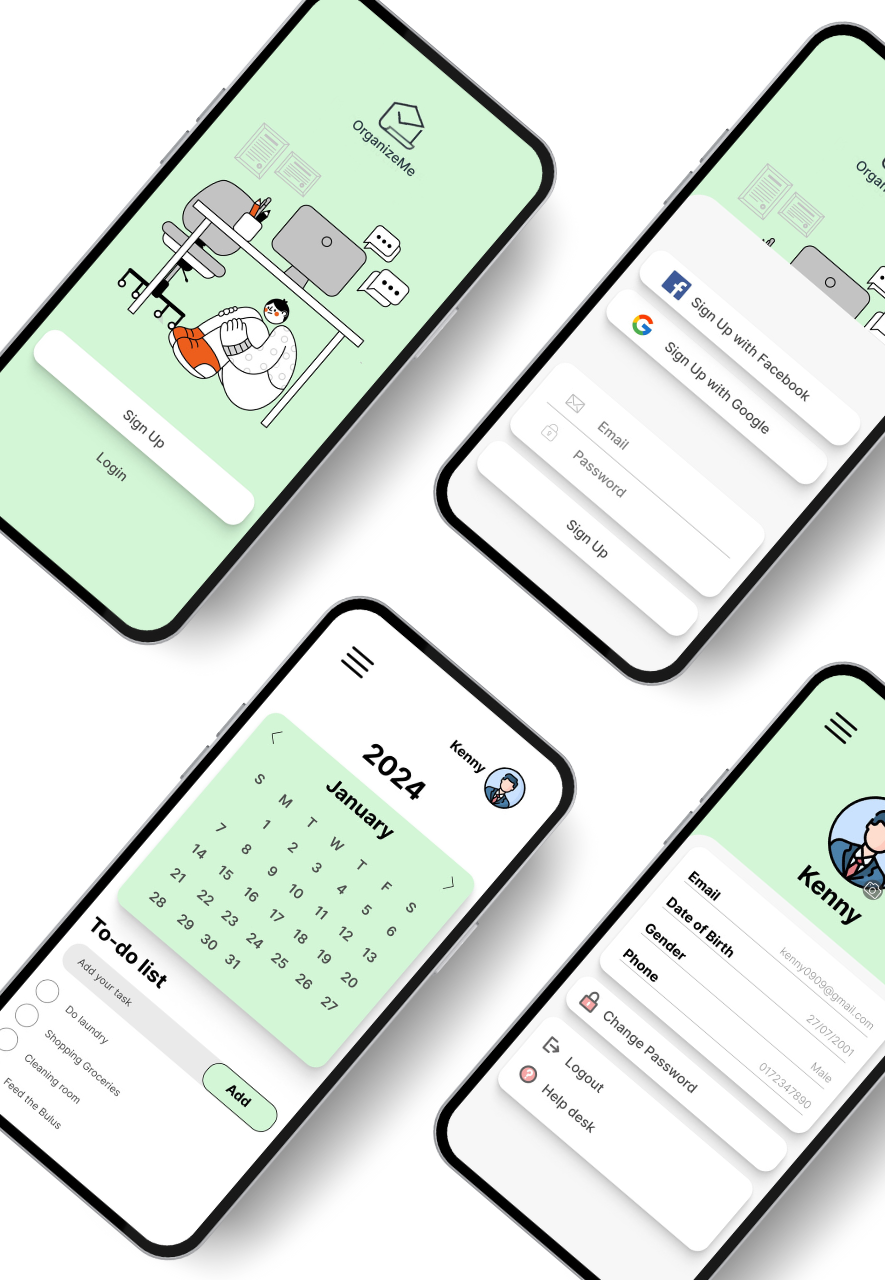 OrganizeMe
Sign Up
Login
Sign Up with Facebook
Sign Up with Google
Email
Password
Sign Up
Kenny
2024
January
S M T W T F S
1 2 3 4 5 6
7 8 9 10 11 12 13
14 15 16 17 18 19 20
21 22 23 24 25 26 27
28 29 30 31
To-do list
Add your task
Add
Do laundry
Shopping Groceries
Cleaning room
Feed the Bulus
Kenny
Email kenny0909@gmail.com
Date of Birth 27/07/2001
Gender Male
Phone 0172347890
Change Password
Logout
Help desk